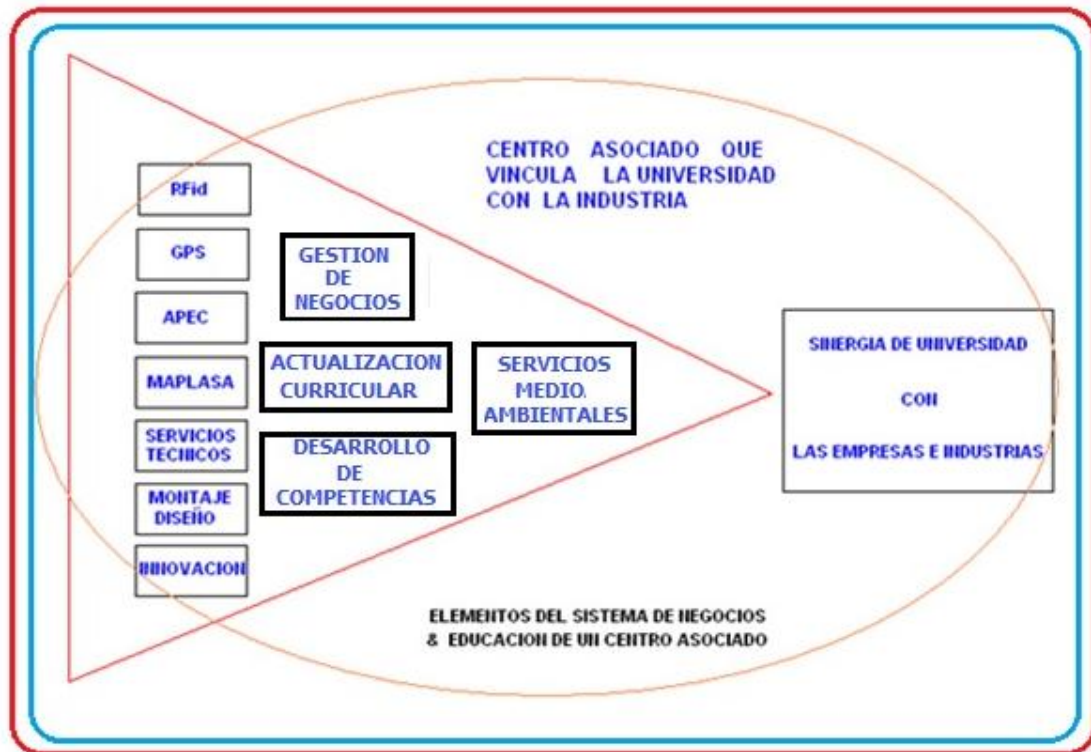 CENTRO ASOCIADO QUE
VINCULA LA UNIVERSIDAD
CON LA INDUSTRIA
RFid
GPS
APEC
MAPLASA
SERVICIOS
TECNICOS
MONTAJE
DISEÑO
INNOVACION
GESTION
DE
NEGOCIOS
ACTUALIZACION
CURRICULAR
DESARROLLO
DE
COMPETENCIAS
SERVICIOS
MEDIO.
AMBIENTALES
SINERGIA DE UNIVERSIDAD
CON
LAS EMPRESAS E INDUSTRIAS
ELEMENTOS DEL SISTEMA DE NEGOCIOS
& EDUCACION DE UN CENTRO ASOCIADO